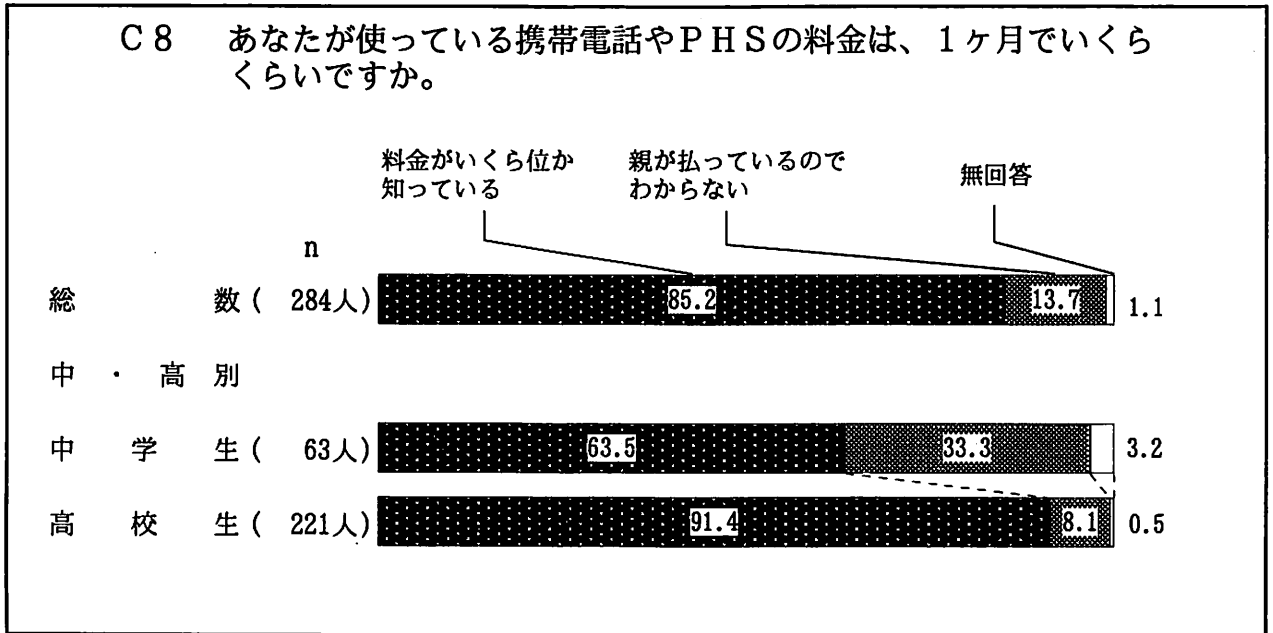 C8 あなたが使っている携帯電話やPHSの料金は、1ヶ月でいくら
くらいですか。
料金がいくら位か
知っている
親が払っているので
わからない
無回答
n
総数( 284人) 85.2 13.7 1.1
中・高別
中学生( 63人) 63.5 33.3 3.2
高校生( 221人) 91.4 8.1 0.5